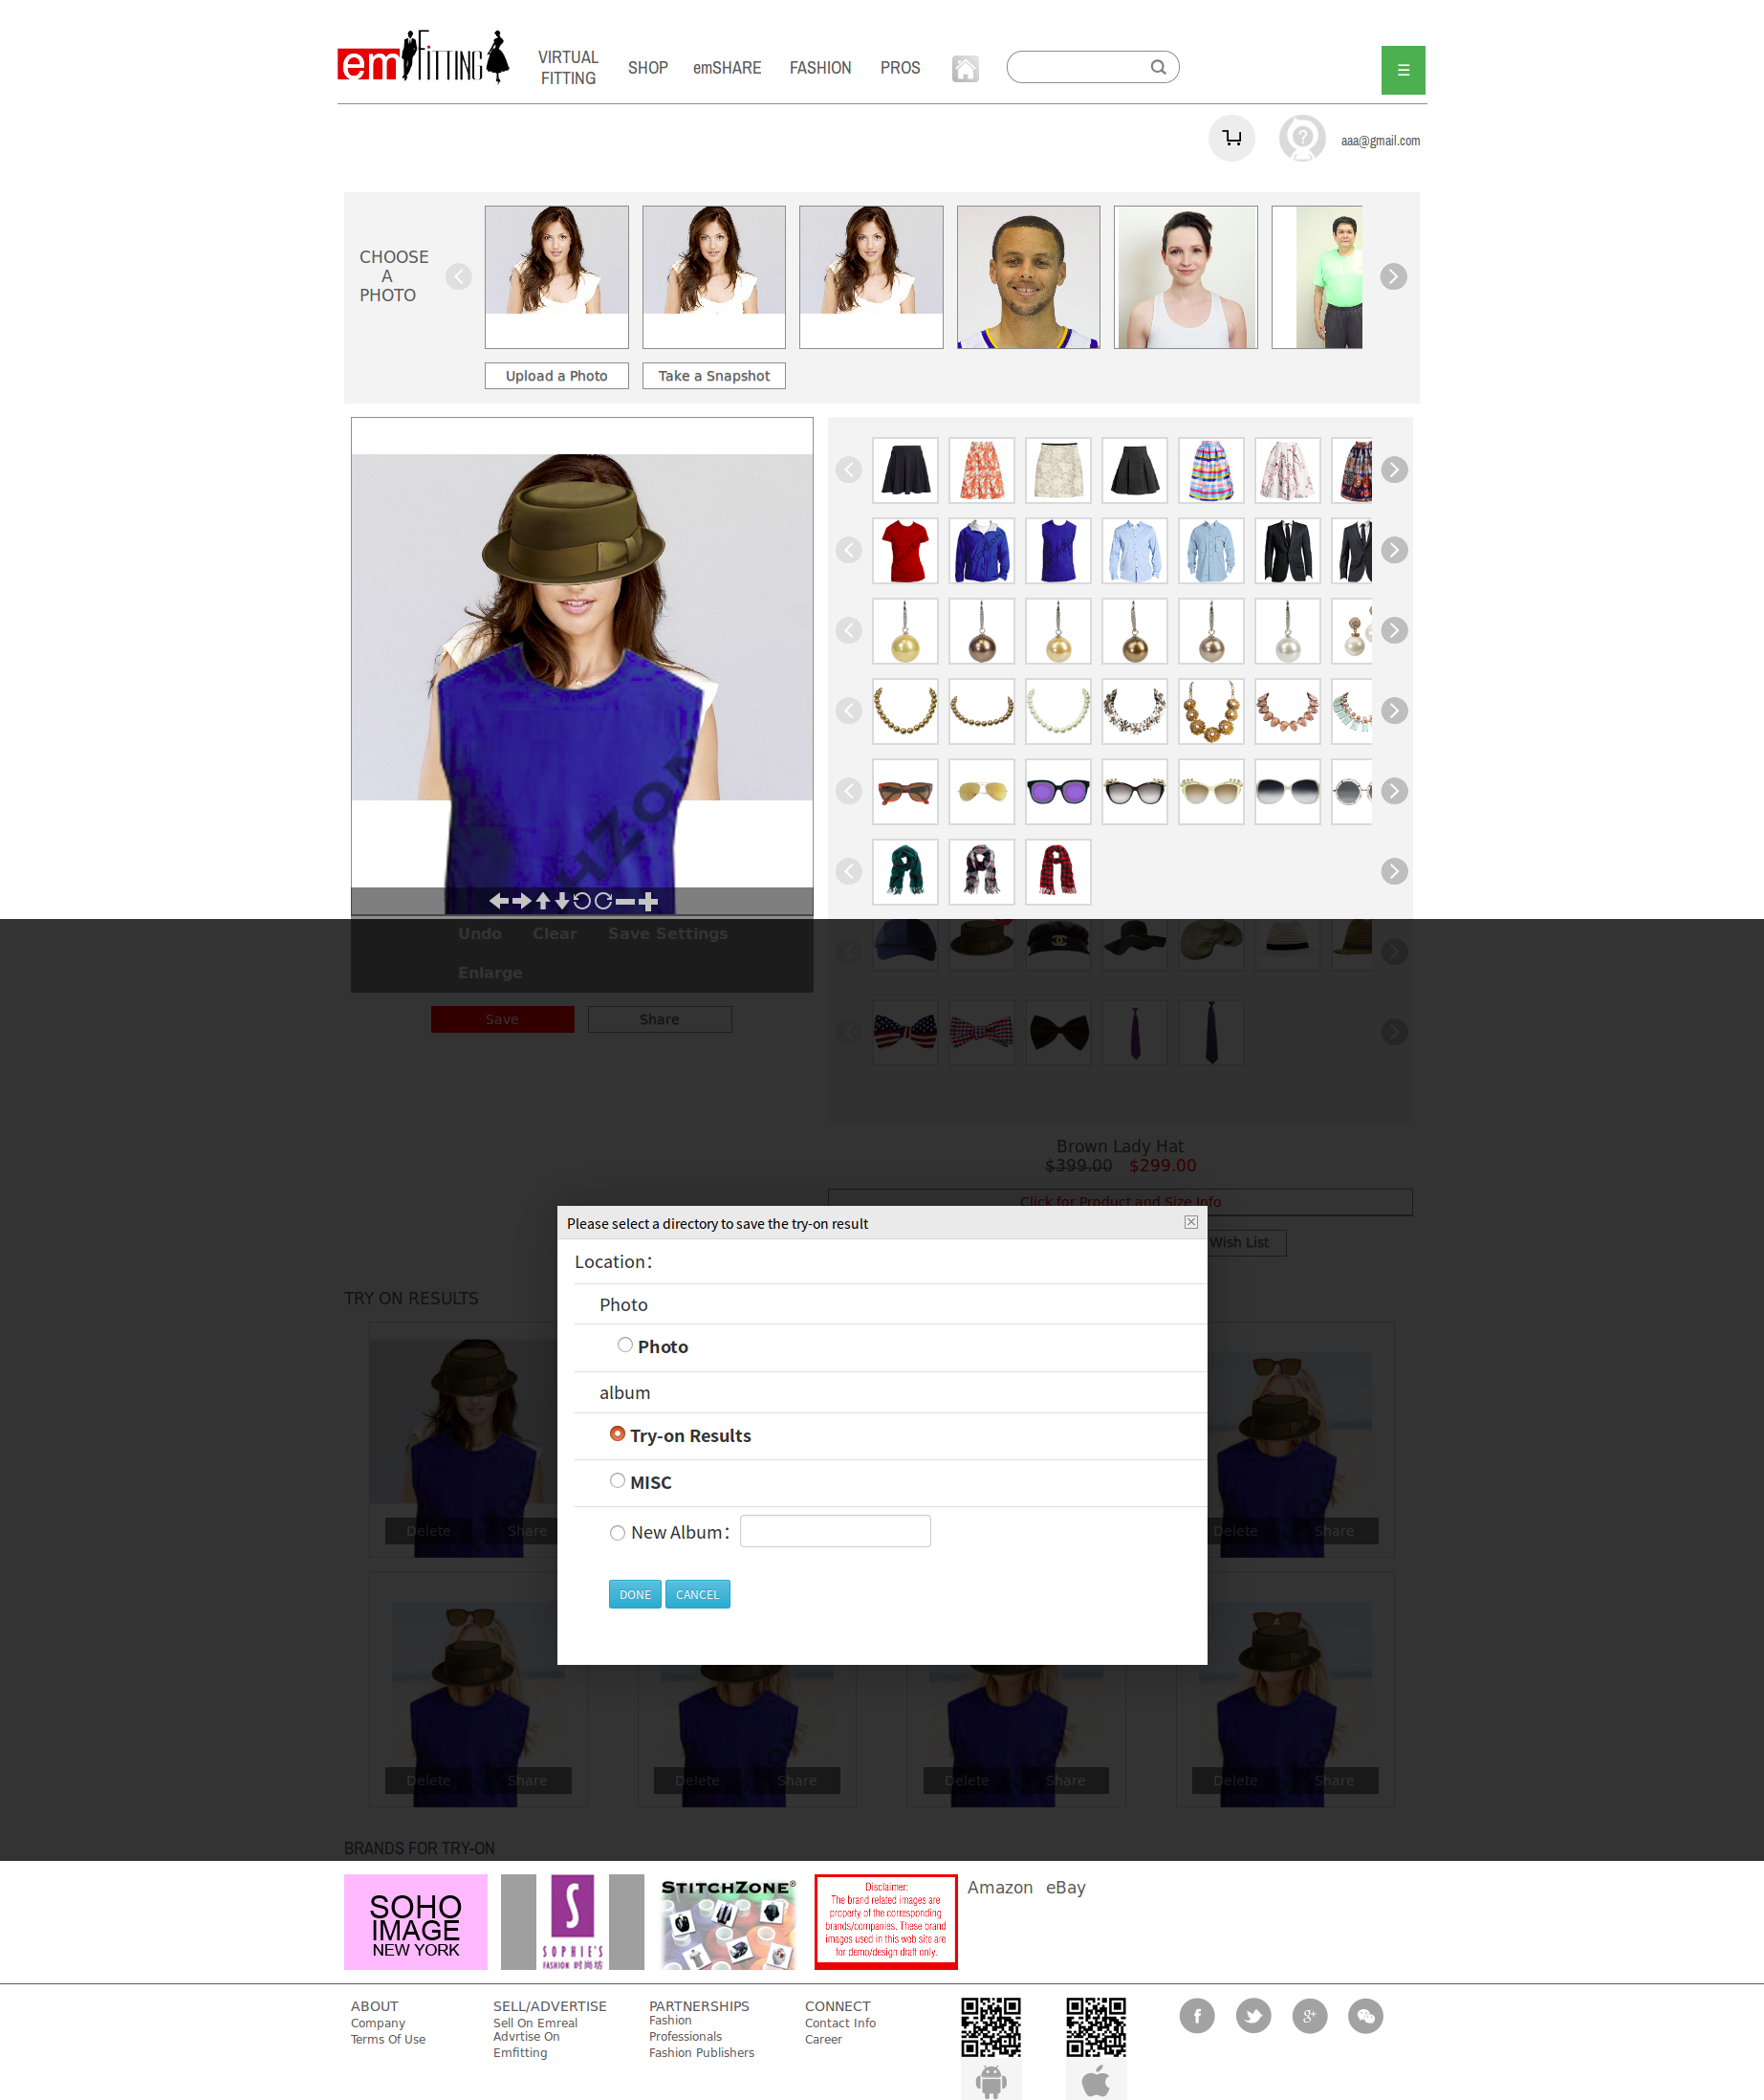 em FITTING
VIRTUAL
FITTING
SHOP
emSHARE
FASHION
PROS
aaa@gmail.com
CHOOSE
A
PHOTO
Upload a Photo
Take a Snapshot
HZON
Undo
Clear
Save Settings
Enlarge
Save
Share
Brown Lady Hat
$399.00 $299.00
Click for Product and Size Info
Wish List
Please select a directory to save the try-on result
Location：
Photo
Photo
album
Try-on Results
MISC
New Album：
DONE
CANCEL
TRY ON RESULTS
Delete
Share
Delete
Share
Delete
Share
Delete
Share
Delete
Share
Delete
Share
BRANDS FOR TRY-ON
SOHO
IMAGE
NEW YORK
S
SOPHIE'S
FASHION 时尚坊
STITCHZONE®
Disclaimer:
The brand related images are
property of the corresponding
brands/companies. These brand
images used in this web site are
for demo/design draft only.
Amazon
eBay
ABOUT
Company
Terms Of Use
SELL/ADVERTISE
Sell On Emreal
Advrtise On
Emfitting
PARTNERSHIPS
Fashion
Professionals
Fashion Publishers
CONNECT
Contact Info
Career